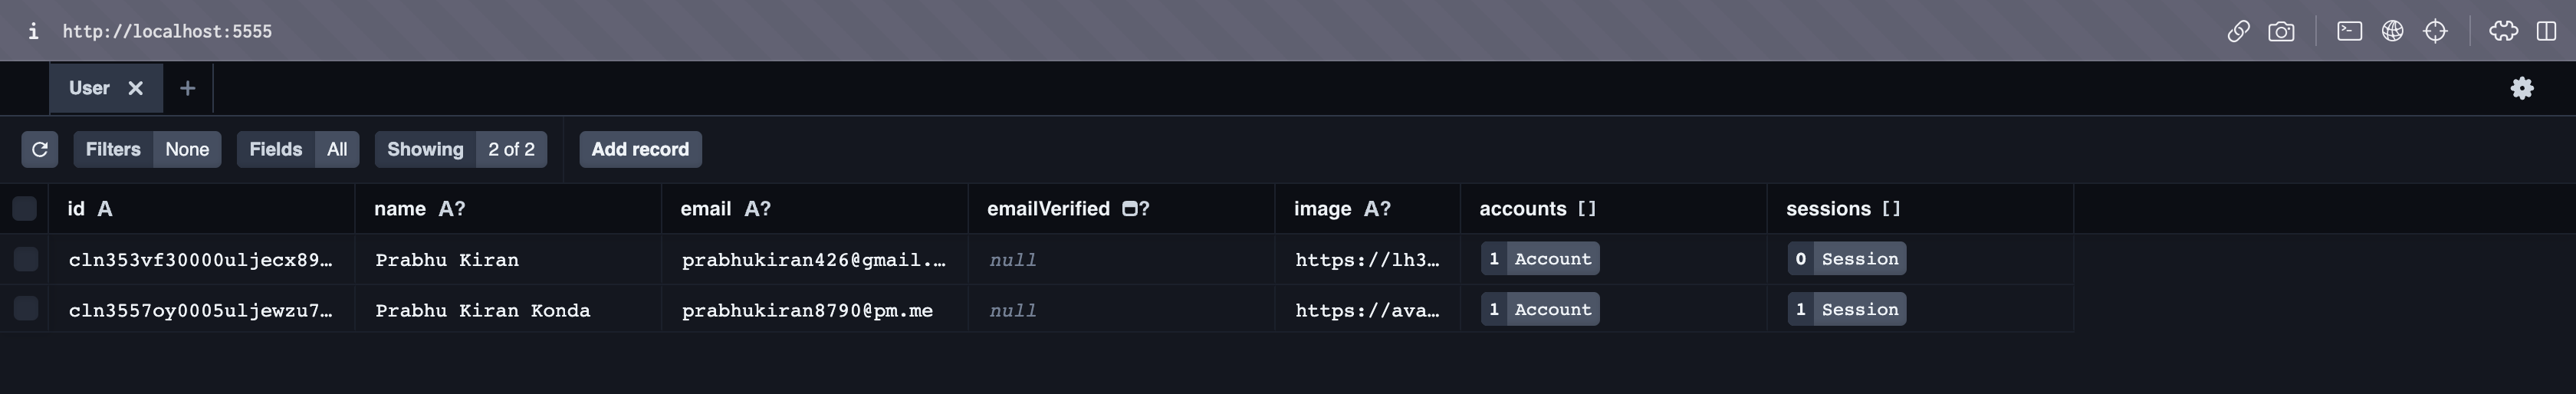 i http://localhost:5555
User
Filters None Fields All Showing 2 of 2 Add record
id A name A? email A? emailVerified ? image A? accounts [] sessions []
cln353vf30000uljecx89… Prabhu Kiran prabhukiran426@gmail.… null https://lh3… 1 Account 0 Session
cln3557oy0005uljewzu7… Prabhu Kiran Konda prabhukiran8790@pm.me null https://ava… 1 Account 1 Session